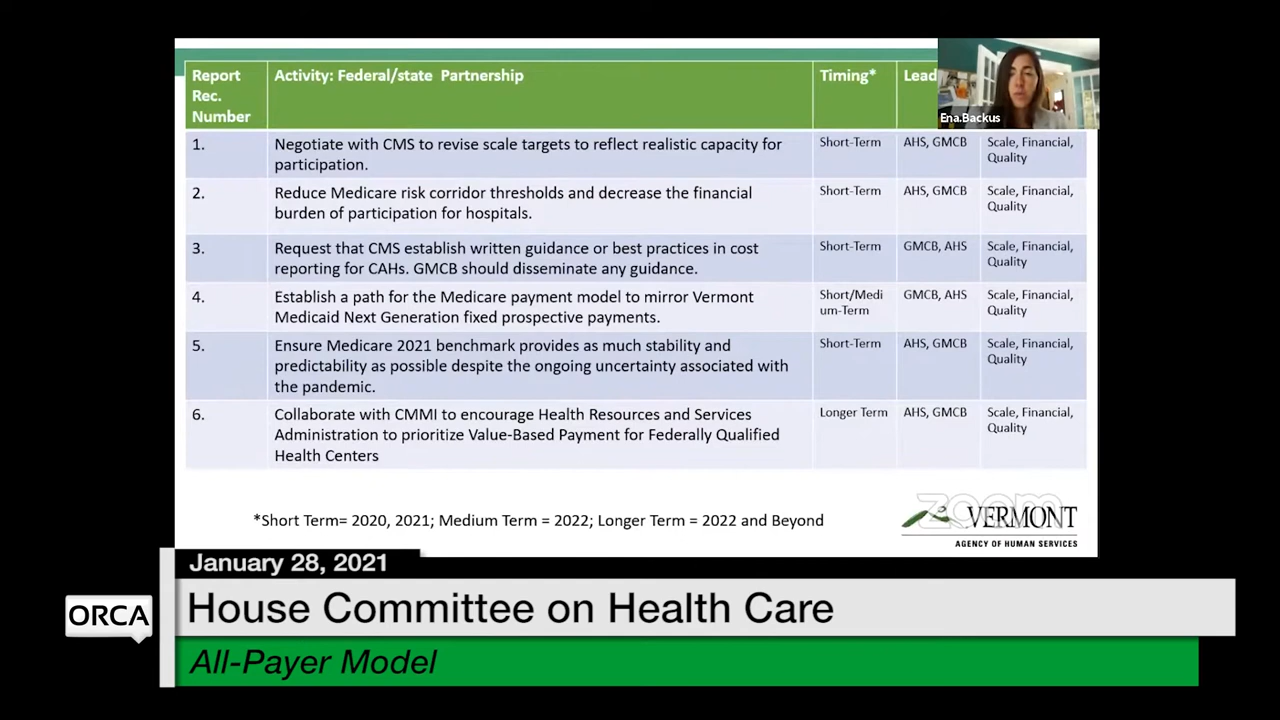 Report
Rec.
Number
Activity: Federal/state Partnership
Timing*
Lead
Ena.Backus
1.
Negotiate with CMS to revise scale targets to reflect realistic capacity for
participation.
Short-Term
AHS, GMCB
Scale, Financial,
Quality
2.
Reduce Medicare risk corridor thresholds and decrease the financial
burden of participation for hospitals.
Short-Term
AHS, GMCB
Scale, Financial,
Quality
3.
Request that CMS establish written guidance or best practices in cost
reporting for CAHs. GMCB should disseminate any guidance.
Short-Term
GMCB, AHS
Scale, Financial,
Quality
4.
Establish a path for the Medicare payment model to mirror Vermont
Medicaid Next Generation fixed prospective payments.
Short/Medi
um-Term
GMCB, AHS
Scale, Financial,
Quality
5.
Ensure Medicare 2021 benchmark provides as much stability and
predictability as possible despite the ongoing uncertainty associated with
the pandemic.
Short-Term
AHS, GMCB
Scale, Financial,
Quality
6.
Collaborate with CMMI to encourage Health Resources and Services
Administration to prioritize Value-Based Payment for Federally Qualified
Health Centers
Longer Term
AHS, GMCB
Scale, Financial,
Quality
*Short Term= 2020, 2021; Medium Term = 2022; Longer Term = 2022 and Beyond
zoom
VERMONT
AGENCY OF HUMAN SERVICES
January 28, 2021
ORCA
House Committee on Health Care
All-Payer Model